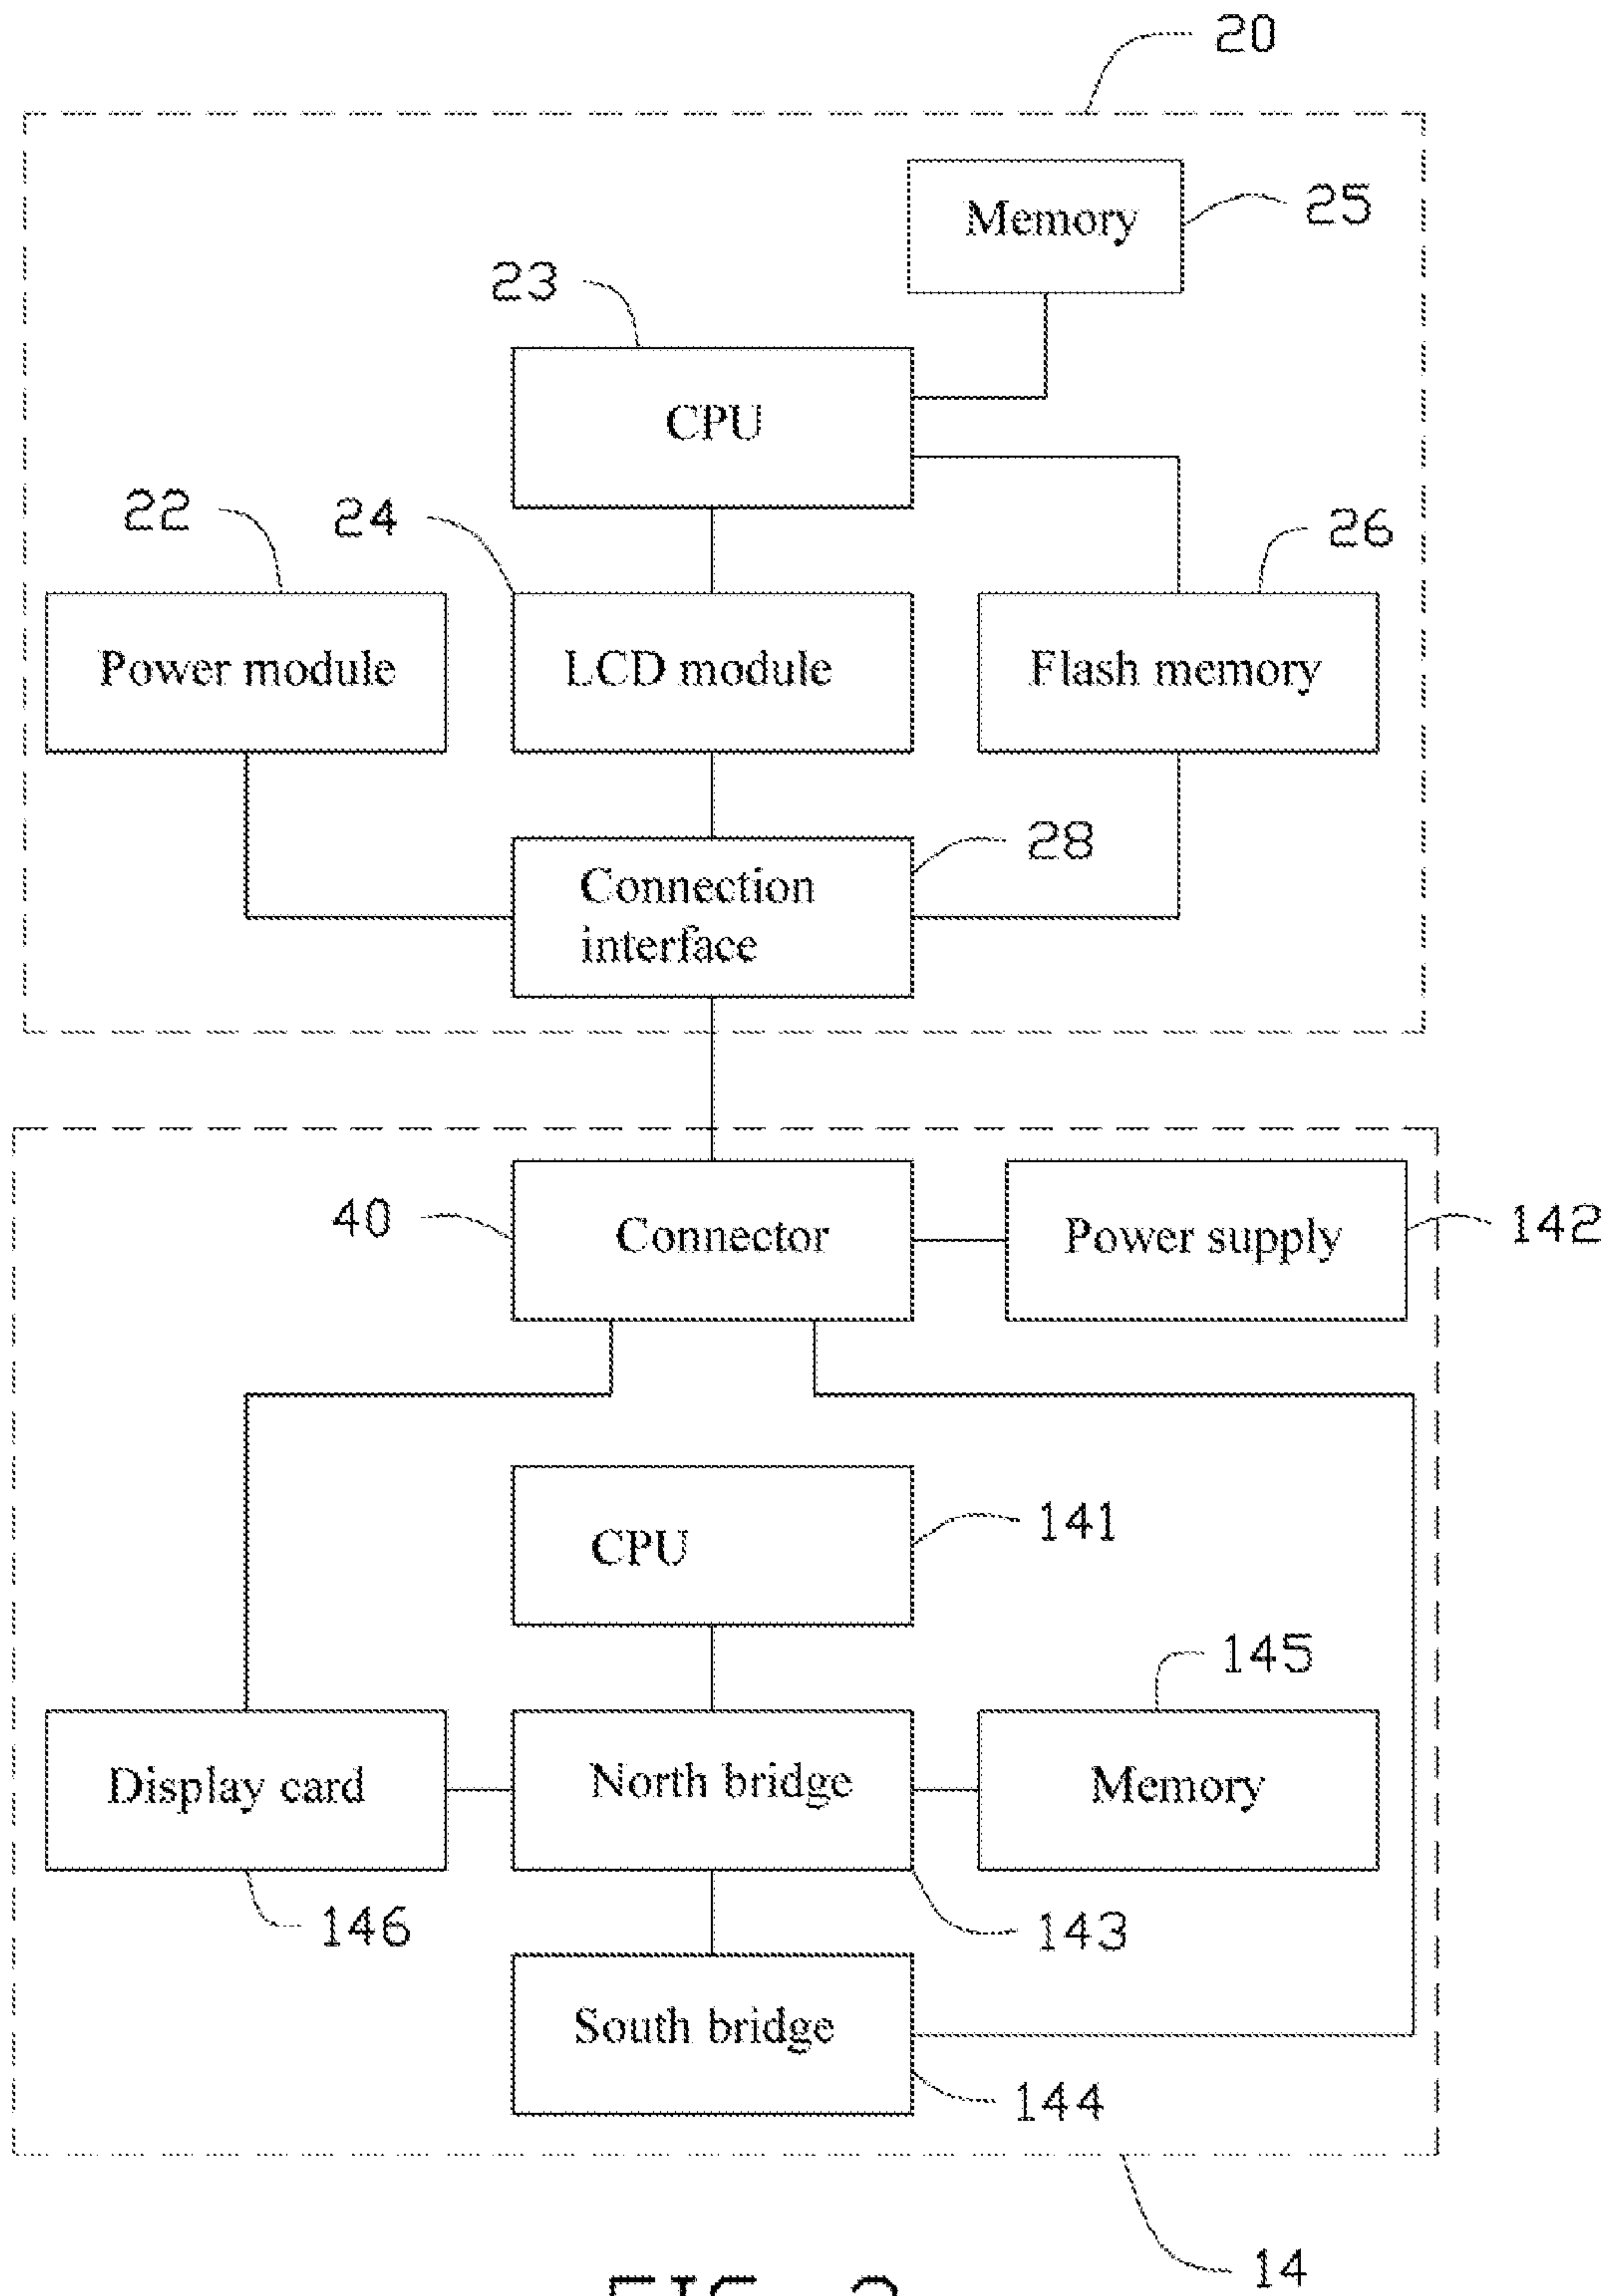 20
Memory
25
23
CPU
22
24
26
Power module
LCD module
Flash memory
28
Connection
interface
40
Connector
Power supply
142
CPU
141
145
Display card
North bridge
Memory
146
143
South bridge
144
14